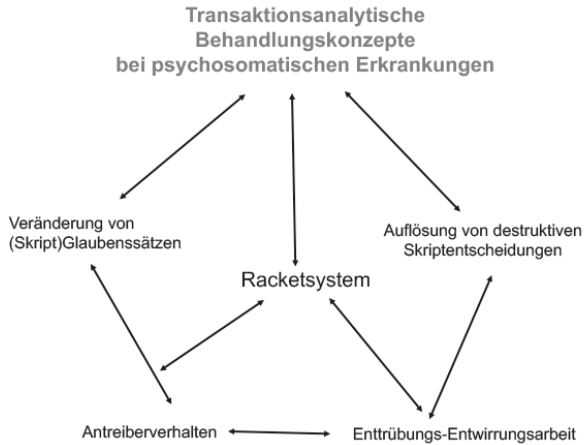 Transaktionsanalytische
Behandlungskonzepte
bei psychosomatischen Erkrankungen
Veränderung von
(Skript)Glaubenssätzen
Auflösung von destruktiven
Skriptentscheidungen
Racketsystem
Antreiberverhalten
Enttrübungs-Entwirrungsarbeit